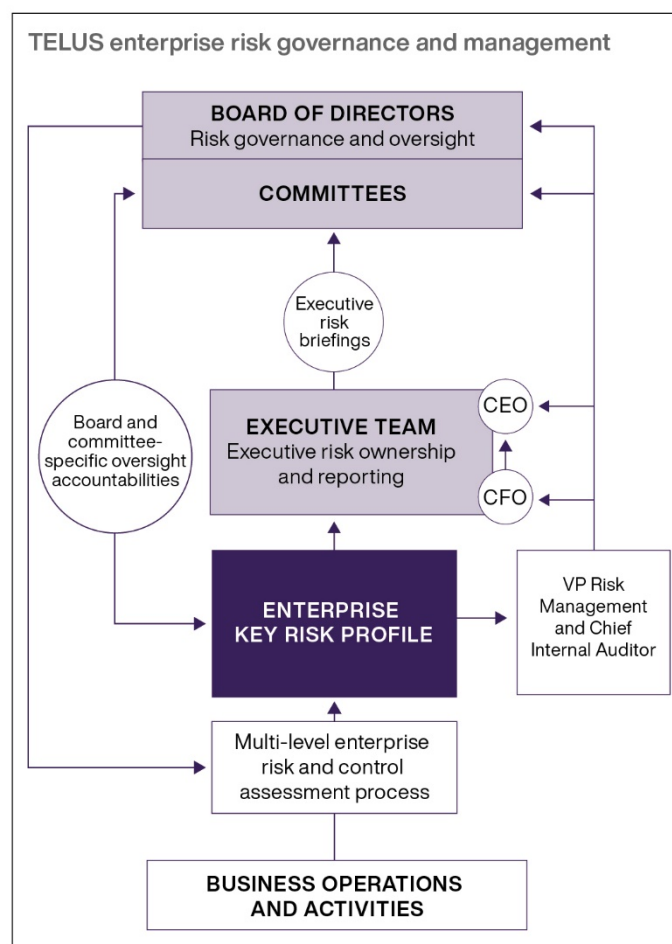 TELUS enterprise risk governance and management
BOARD OF DIRECTORS
Risk governance and oversight
COMMITTEES
Executive
risk
briefings
Board and
committee-
specific oversight
accountabilities
EXECUTIVE TEAM
Executive risk ownership
and reporting
CEO
CFO
ENTERPRISE
KEY RISK PROFILE
VP Risk
Management
and Chief
Internal Auditor
Multi-level enterprise
risk and control
assessment process
BUSINESS OPERATIONS
AND ACTIVITIES